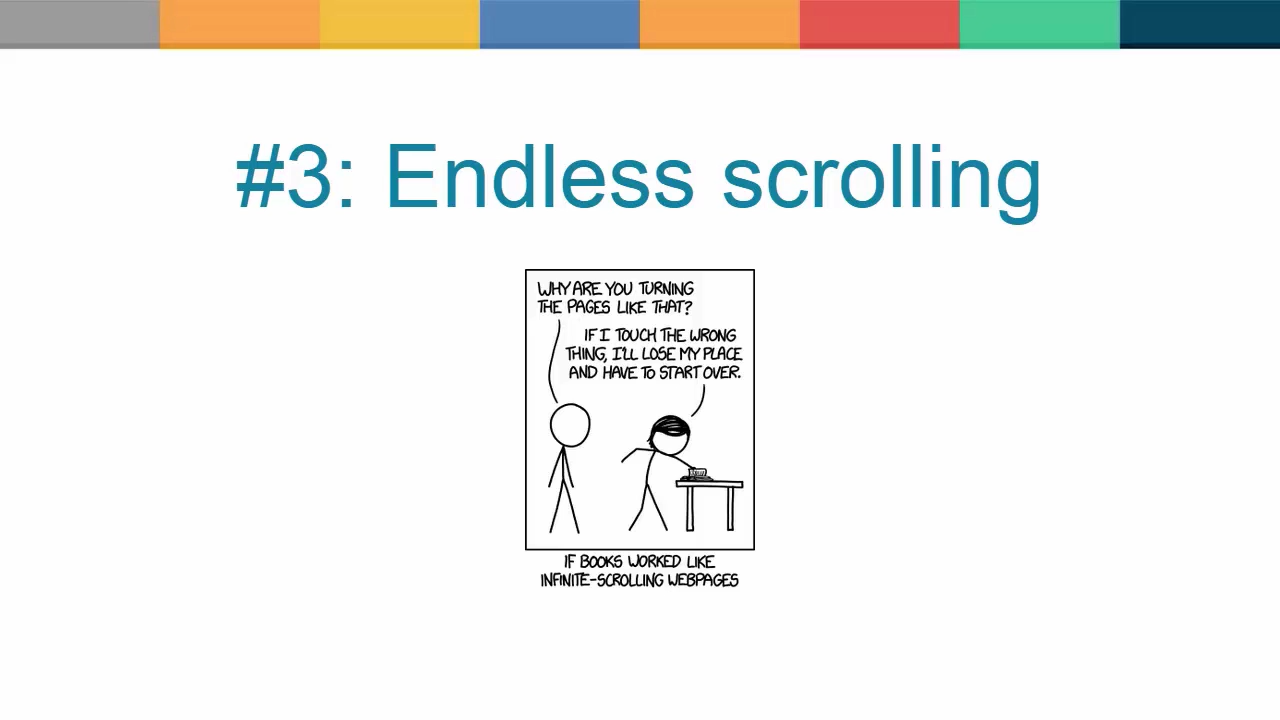 #3: Endless scrolling
WHY ARE YOU TURNING
THE PAGES LIKE THAT?
IF I TOUCH THE WRONG
THING, I'LL LOSE MY PLACE
AND HAVE TO START OVER.
IF BOOKS WORKED LIKE
INFINITE-SCROLLING WEBPAGES